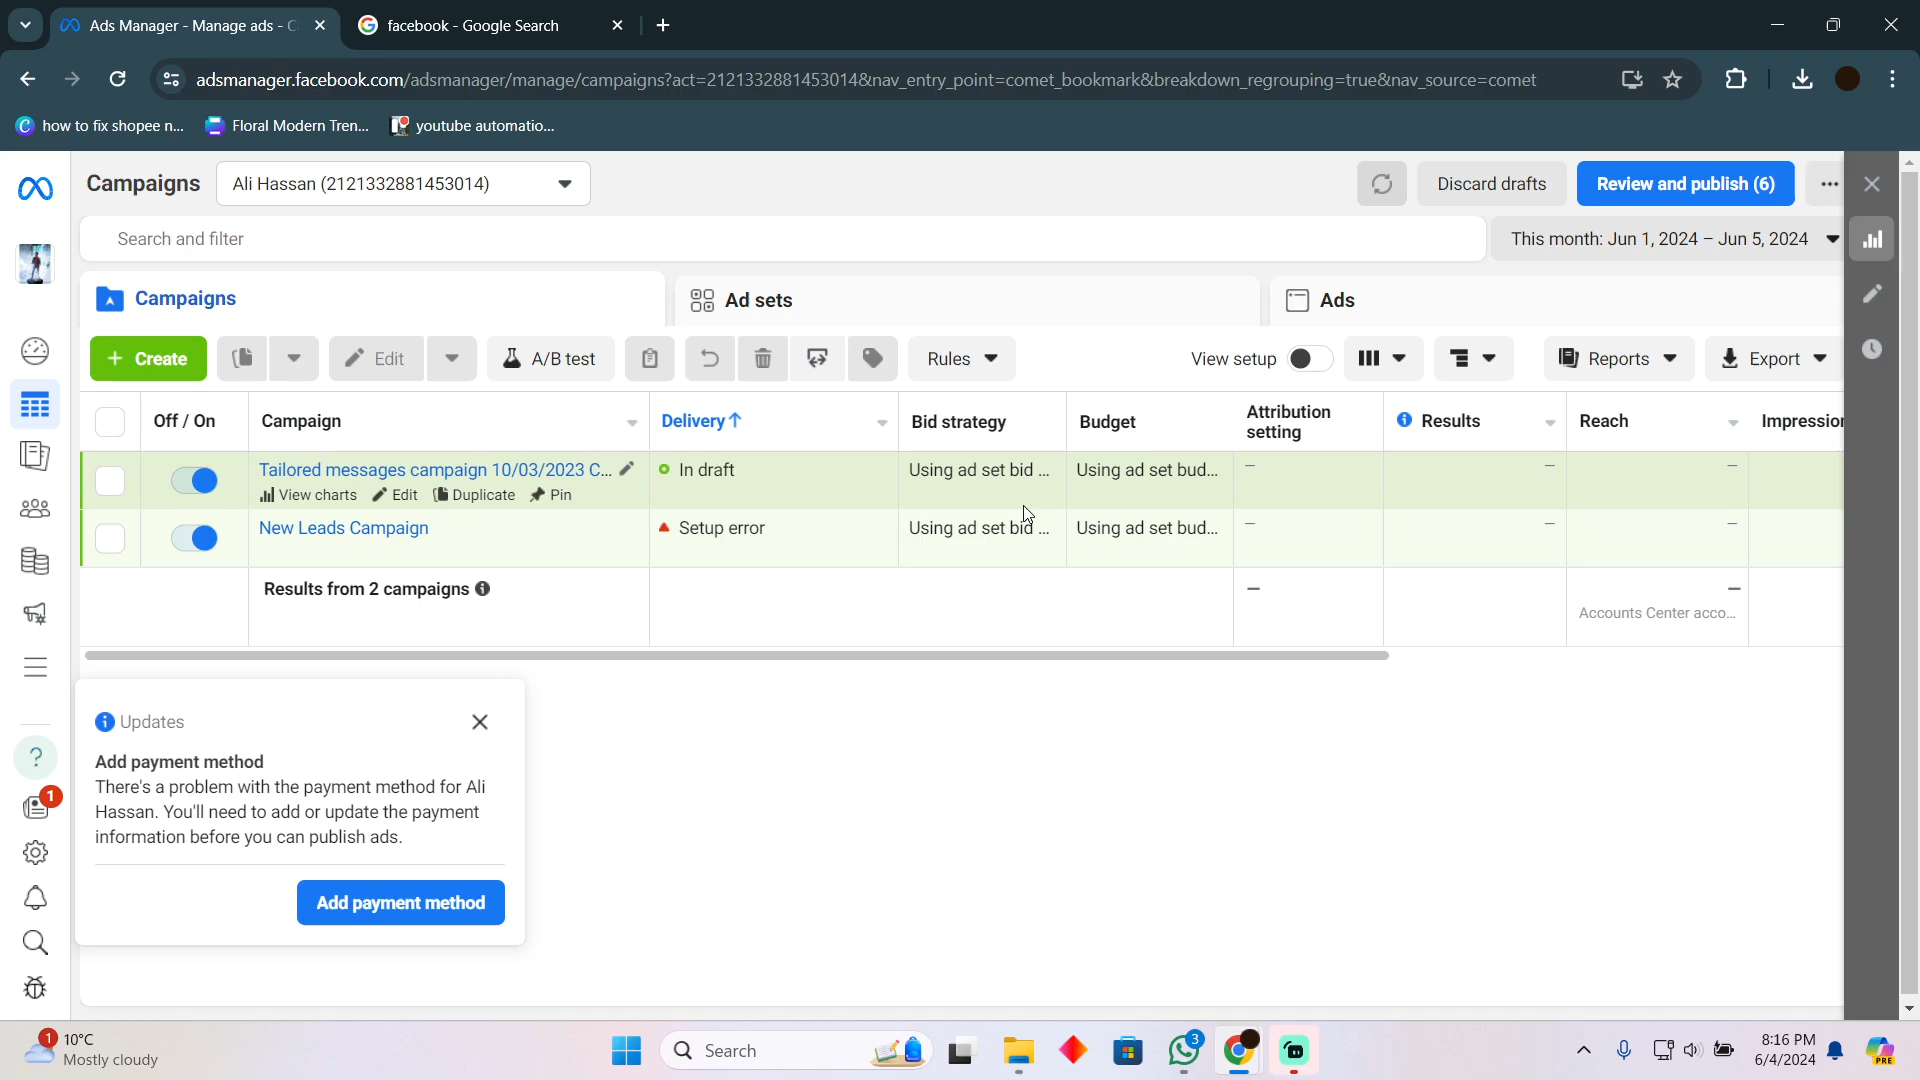 Ads Manager - Manage ads - C
facebook - Google Search
adsmanager.facebook.com/adsmanager/manage/campaigns?act=2121332881453014&nav_entry_point=comet_bookmark&breakdown_regrouping=true&nav_source=comet
how to fix shopee n...
Floral Modern Tren...
youtube automatio...
Campaigns
Ali Hassan (2121332881453014)
Discard drafts
Review and publish (6)
Search and filter
This month: Jun 1, 2024 – Jun 5, 2024
Campaigns
Ad sets
Ads
+ Create
Edit
A/B test
Rules
View setup
Reports
Export
Off / On
Campaign
Delivery↑
Bid strategy
Budget
Attribution
setting
Results
Reach
Impression
Tailored messages campaign 10/03/2023 C...
In draft
Using ad set bid ...
Using ad set bud...
—
—
—
View charts
Edit
Duplicate
Pin
New Leads Campaign
Setup error
Using ad set bid ...
Using ad set bud...
—
—
—
Results from 2 campaigns
—
—
Accounts Center acco...
Updates
Add payment method
There's a problem with the payment method for Ali
Hassan. You'll need to add or update the payment
information before you can publish ads.
Add payment method
?
1
1
10°C
Mostly cloudy
Search
3
8:16 PM
6/4/2024
PRE